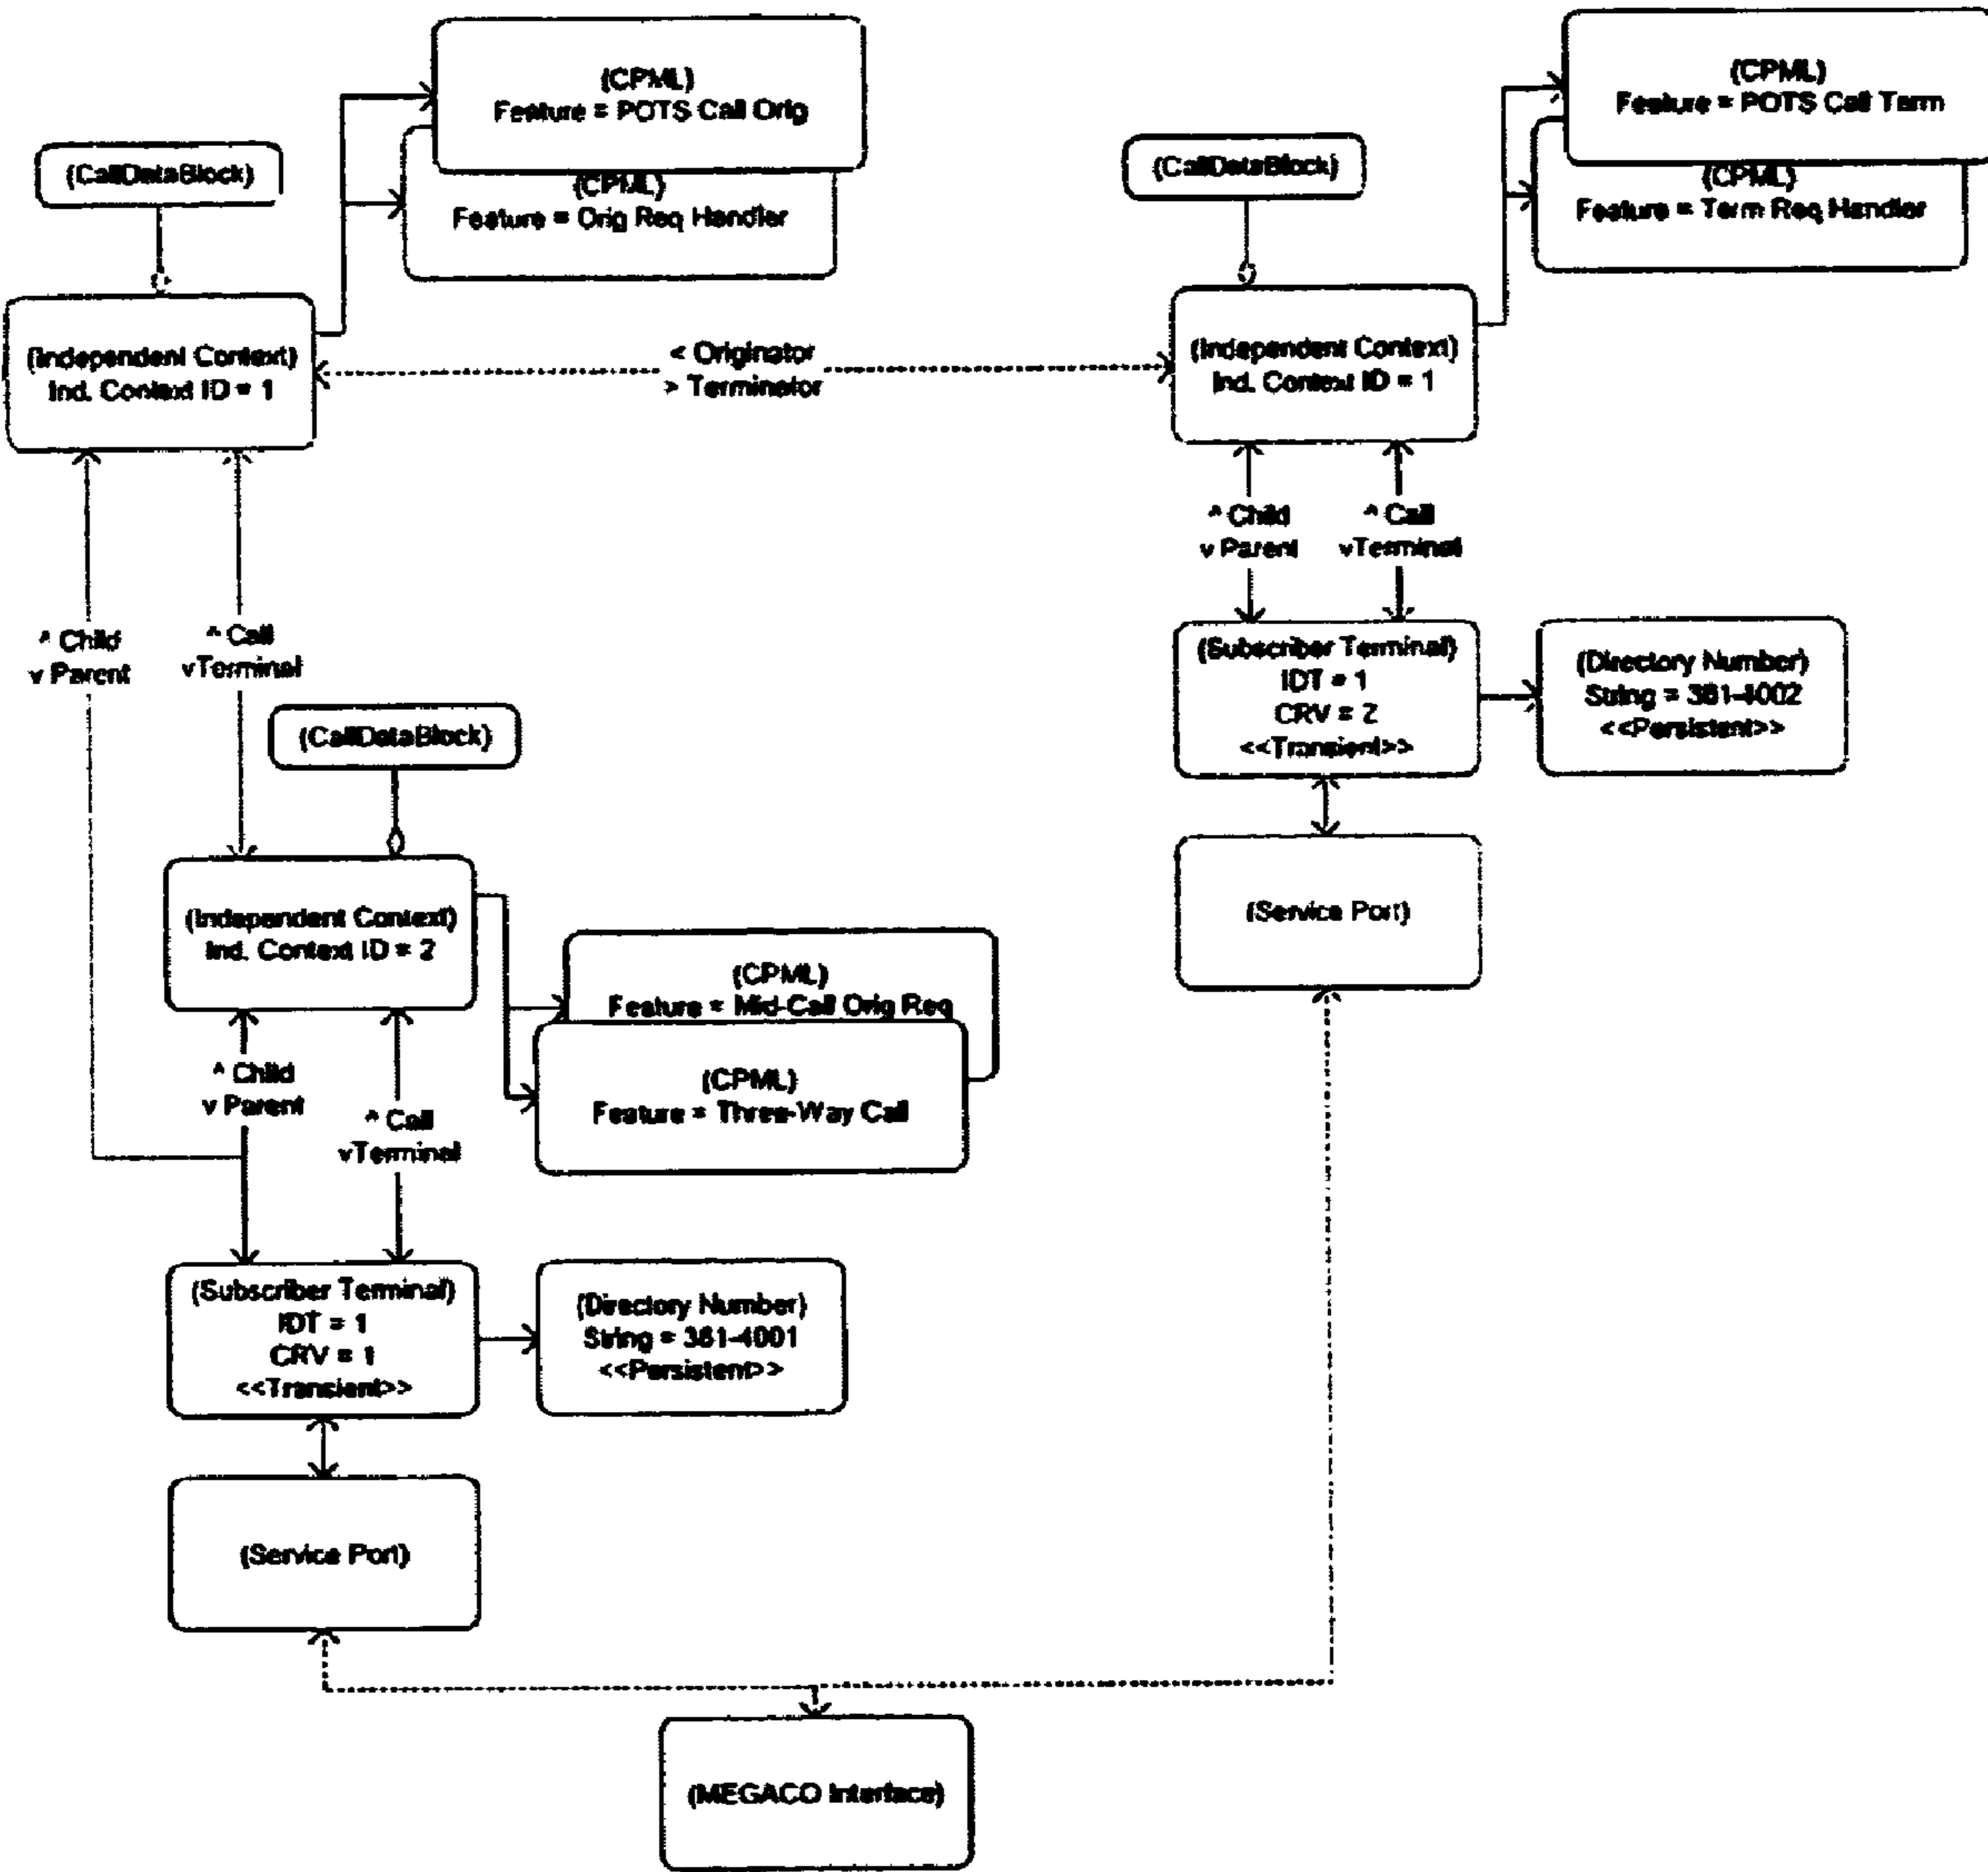 (CPML)
Feature = POTS Call Orig
(CPML)
Feature = Orig Req Handler
(CallDataBlock)
(Independent Context)
Ind. Context ID = 1
< Originator
> Terminator
(CPML)
Feature = POTS Call Term
(CPML)
Feature = Term Req Handler
(CallDataBlock)
(Independent Context)
Ind. Context ID = 1
^ Child
v Parent
^ Call
vTerminal
^ Child
v Parent
^ Call
vTerminal
(Subscriber Terminal)
IDT = 1
CRV = 2
<<Transient>>
(Directory Number)
String = 381-4002
<<Persistent>>
(Service Port)
(CallDataBlock)
(Independent Context)
Ind. Context ID = 2
(CPML)
Feature = Mid-Call Orig Req
(CPML)
Feature = Three-Way Call
^ Child
v Parent
^ Call
vTerminal
(Subscriber Terminal)
IDT = 1
CRV = 1
<<Transient>>
(Directory Number)
String = 381-4001
<<Persistent>>
(Service Port)
(MEGACO Interface)